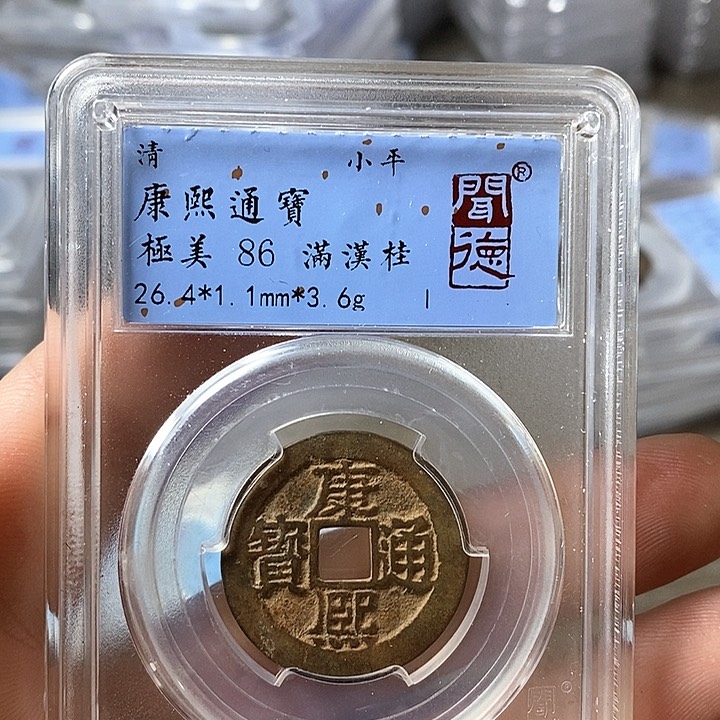 清 小平
康熙通寶
極美 86 滿漢桂
26.4*1.1mm*3.6g
聞德®
康熙通寶